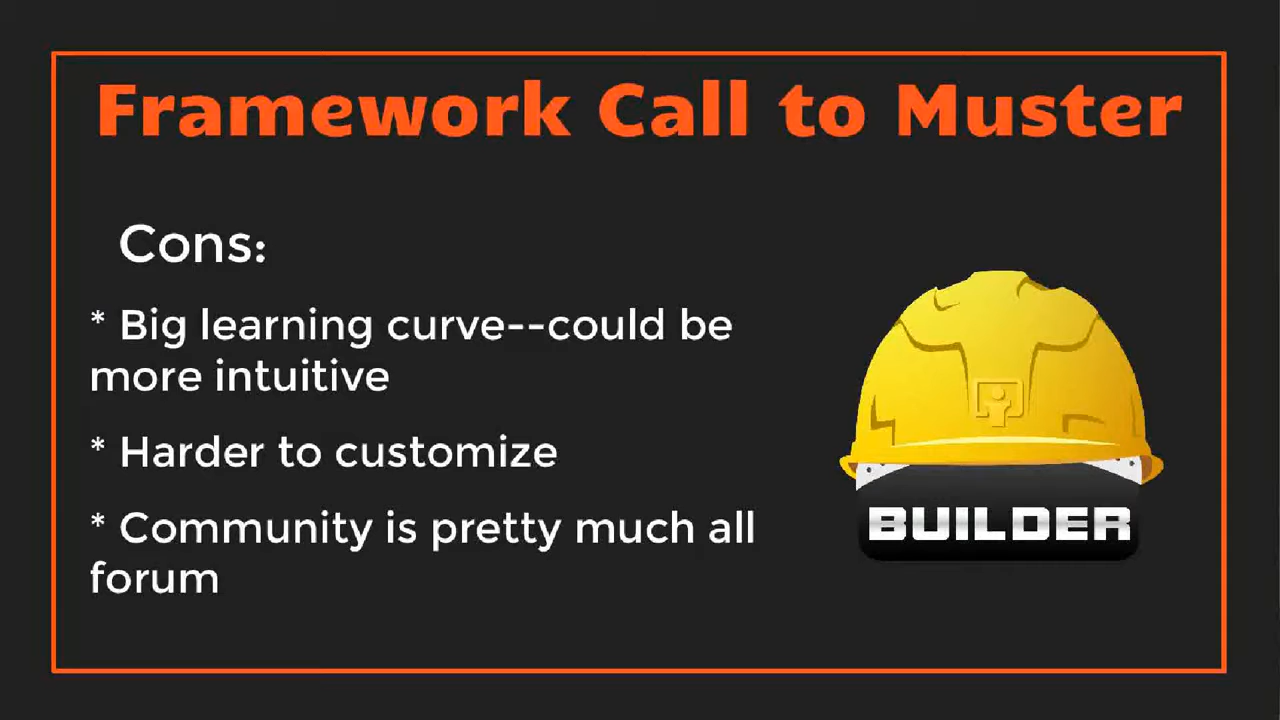 Framework Call to Muster
Cons:
* Big learning curve--could be
more intuitive
* Harder to customize
* Community is pretty much all
forum
BUILDER